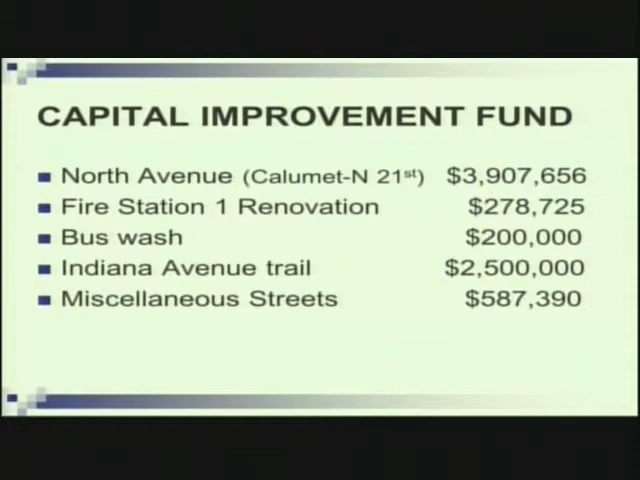 CAPITAL IMPROVEMENT FUND
North Avenue (Calumet-N 21st) $3,907,656
Fire Station 1 Renovation $278,725
Bus wash $200,000
Indiana Avenue trail $2,500,000
Miscellaneous Streets $587,390